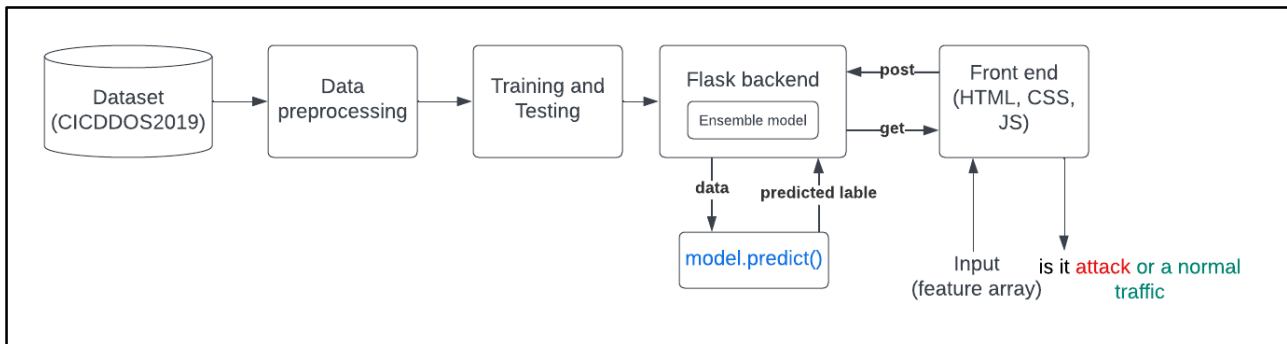 Dataset
(CICDDOS2019)
Data
preprocessing
Training and
Testing
Flask backend
Ensemble model
post
get
Front end
(HTML, CSS,
JS)
data
predicted lable
model.predict()
Input
(feature array)
is it attack or a normal
traffic